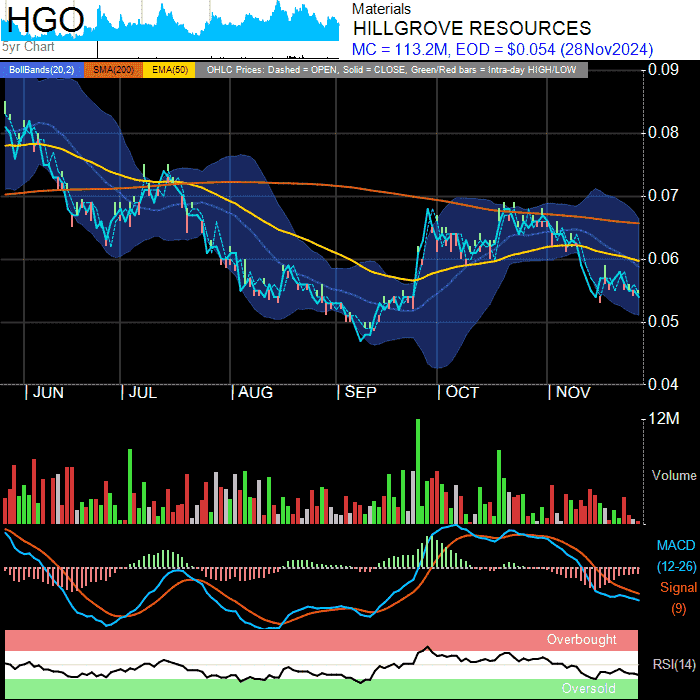 HGO
5yr Chart
Materials
HILLGROVE RESOURCES
MC = 113.2M, EOD = $0.054 (28Nov2024)
BollBands(20,2) SMA(200) EMA(50) OHLC Prices: Dashed = OPEN, Solid = CLOSE, Green/Red bars = Intra-day HIGH/LOW
0.09
0.08
0.07
0.06
0.05
0.04
JUN JUL AUG SEP OCT NOV
12M
Volume
MACD
(12-26)
Signal
(9)
Overbought
RSI(14)
Oversold